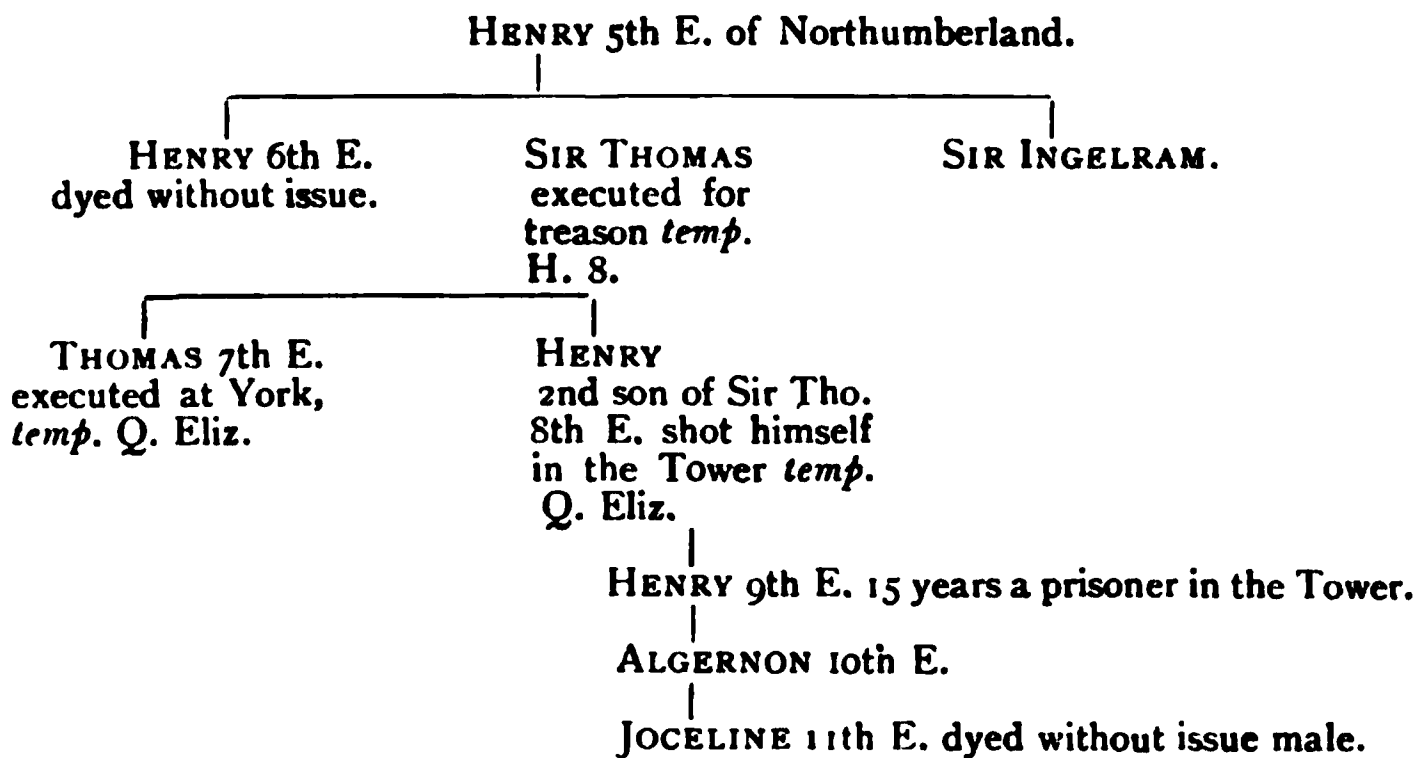 HENRY 5th E. of Northumberland.
HENRY 6th E.
dyed without issue.
SIR THOMAS
executed for
treason temp.
H. 8.
SIR INGELRAM.
THOMAS 7th E.
executed at York,
temp. Q. Eliz.
HENRY
2nd son of Sir Tho.
8th E. shot himself
in the Tower temp.
Q. Eliz.
HENRY 9th E. 15 years a prisoner in the Tower.
ALGERNON 10th E.
JOCELINE 11th E. dyed without issue male.